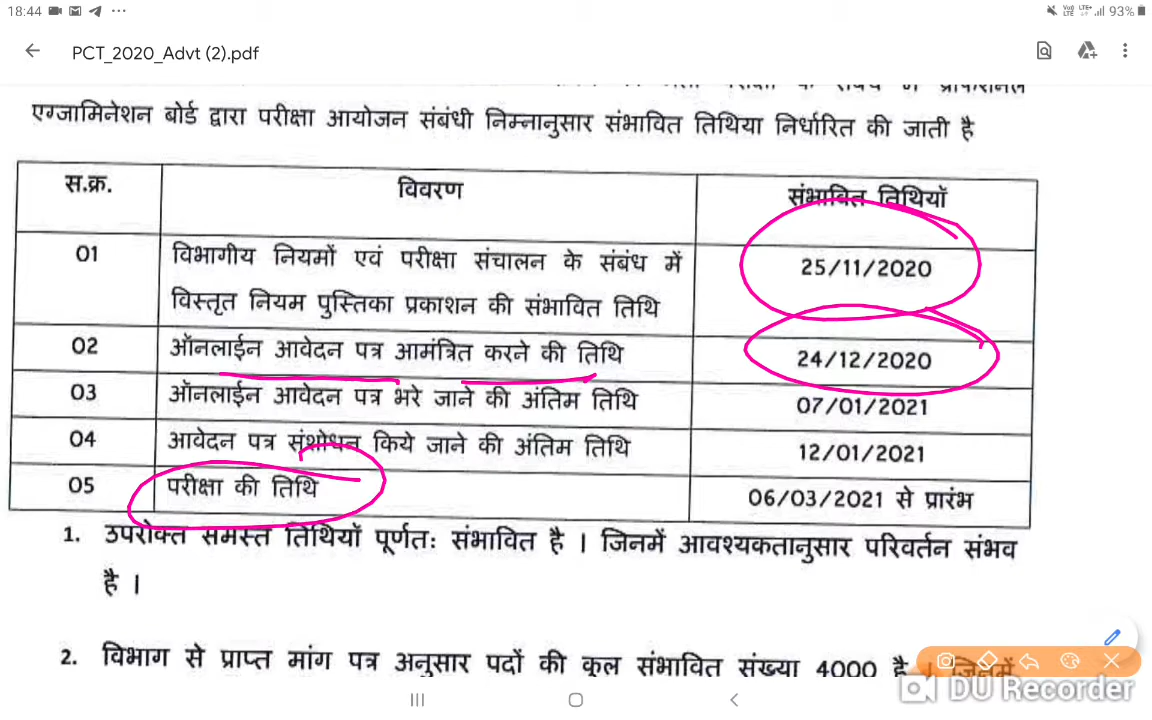 18:44
93%
PCT_2020_Advt (2).pdf
एग्जामिनेशन बोर्ड द्वारा परीक्षा आयोजन संबंधी निम्नानुसार संभावित तिथिया निर्धारित की जाती है
स.क्र. विवरण संभावित तिथियॉ
01 विभागीय नियमों एवं परीक्षा संचालन के संबंध में 25/11/2020
विस्तृत नियम पुस्तिका प्रकाशन की संभावित तिथि
02 ऑनलाईन आवेदन पत्र आमंत्रित करने की तिथि 24/12/2020
03 ऑनलाईन आवेदन पत्र भरे जाने की अंतिम तिथि 07/01/2021
04 आवेदन पत्र संशोधन किये जाने की अंतिम तिथि 12/01/2021
05 परीक्षा की तिथि 06/03/2021 से प्रारंभ
1. उपरोक्त समस्त तिथियॉ पूर्णतः संभावित है । जिनमें आवश्यकतानुसार परिवर्तन संभव
है ।
2. विभाग से प्राप्त मांग पत्र अनुसार पदों की कुल संभावित संख्या 4000 है । जिनमें
DU Recorder